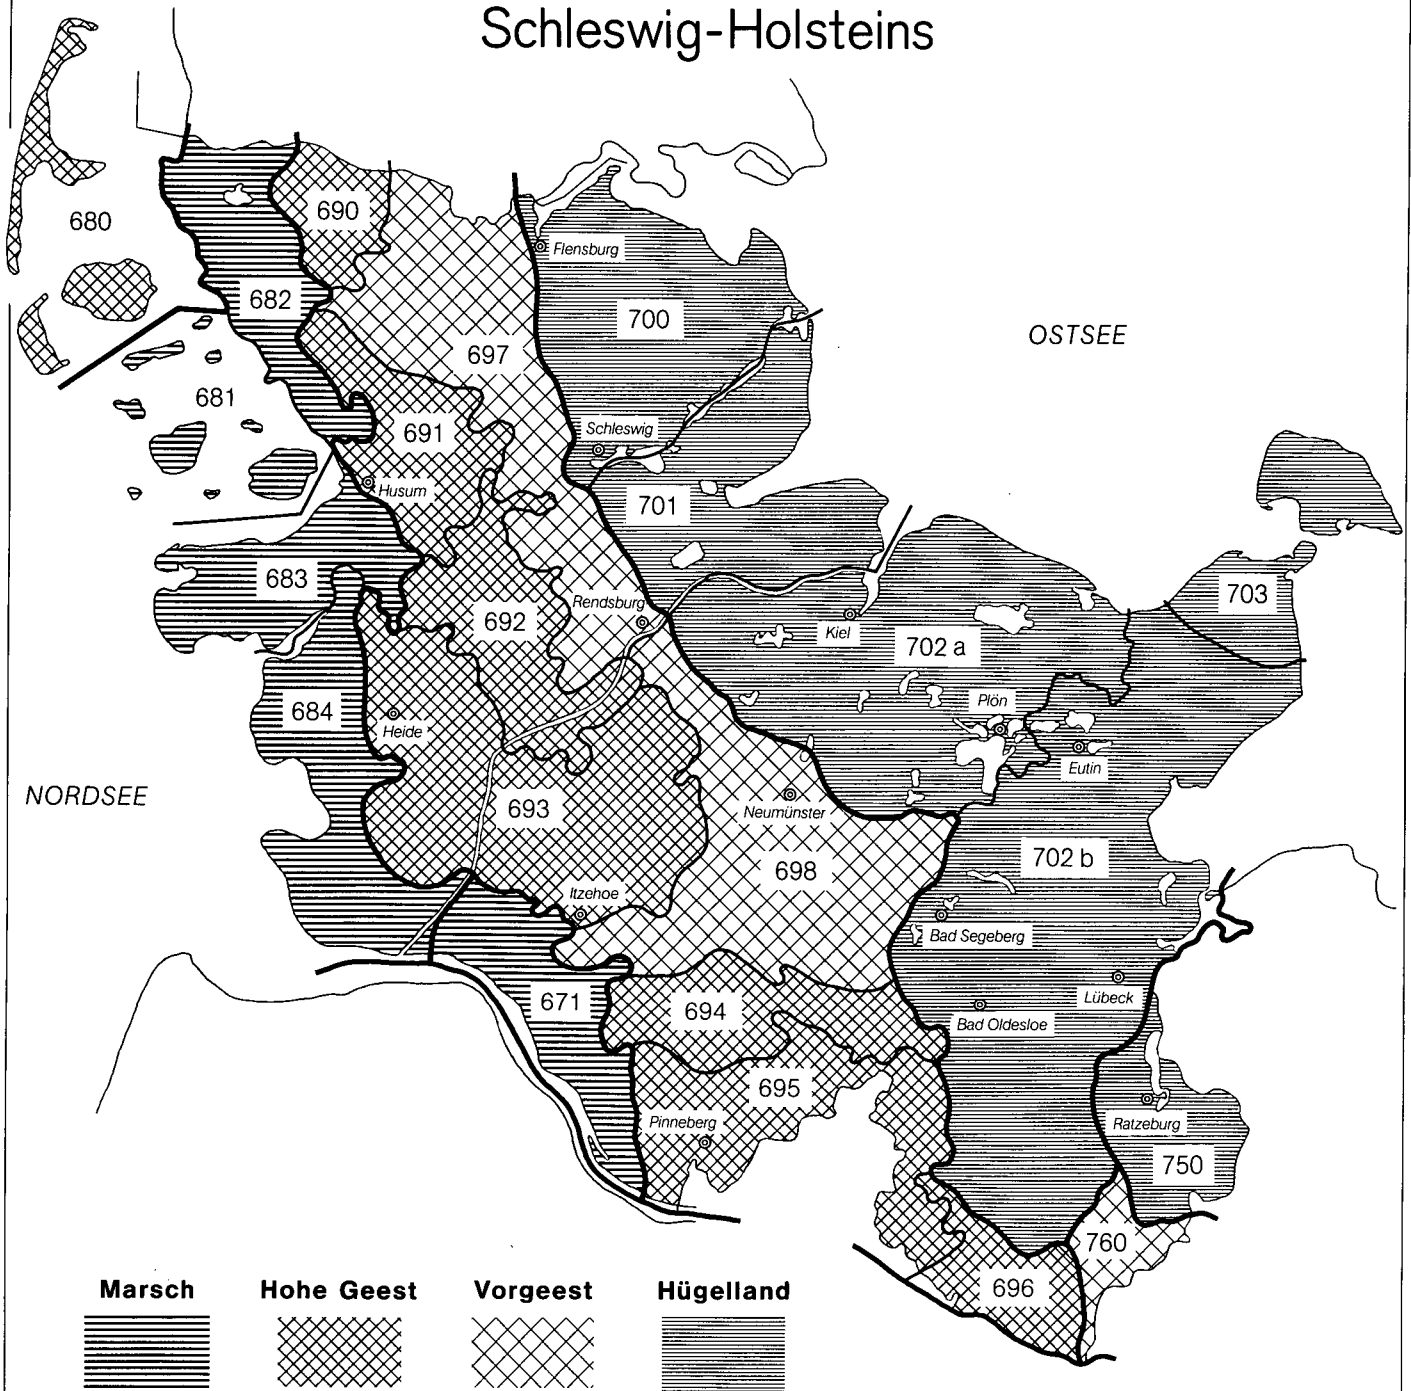 Schleswig-Holsteins
680
690
Flensburg
682
700
OSTSEE
697
681
Schleswig
691
Husum
701
683
703
Rendsburg
692
Kiel
702 a
684
Plön
Heide
Eutin
NORDSEE
693
Neumünster
702 b
698
Itzehoe
Bad Segeberg
671
Lübeck
694
Bad Oldesloe
695
Pinneberg
Ratzeburg
750
760
696
Marsch Hohe Geest Vorgeest Hügelland